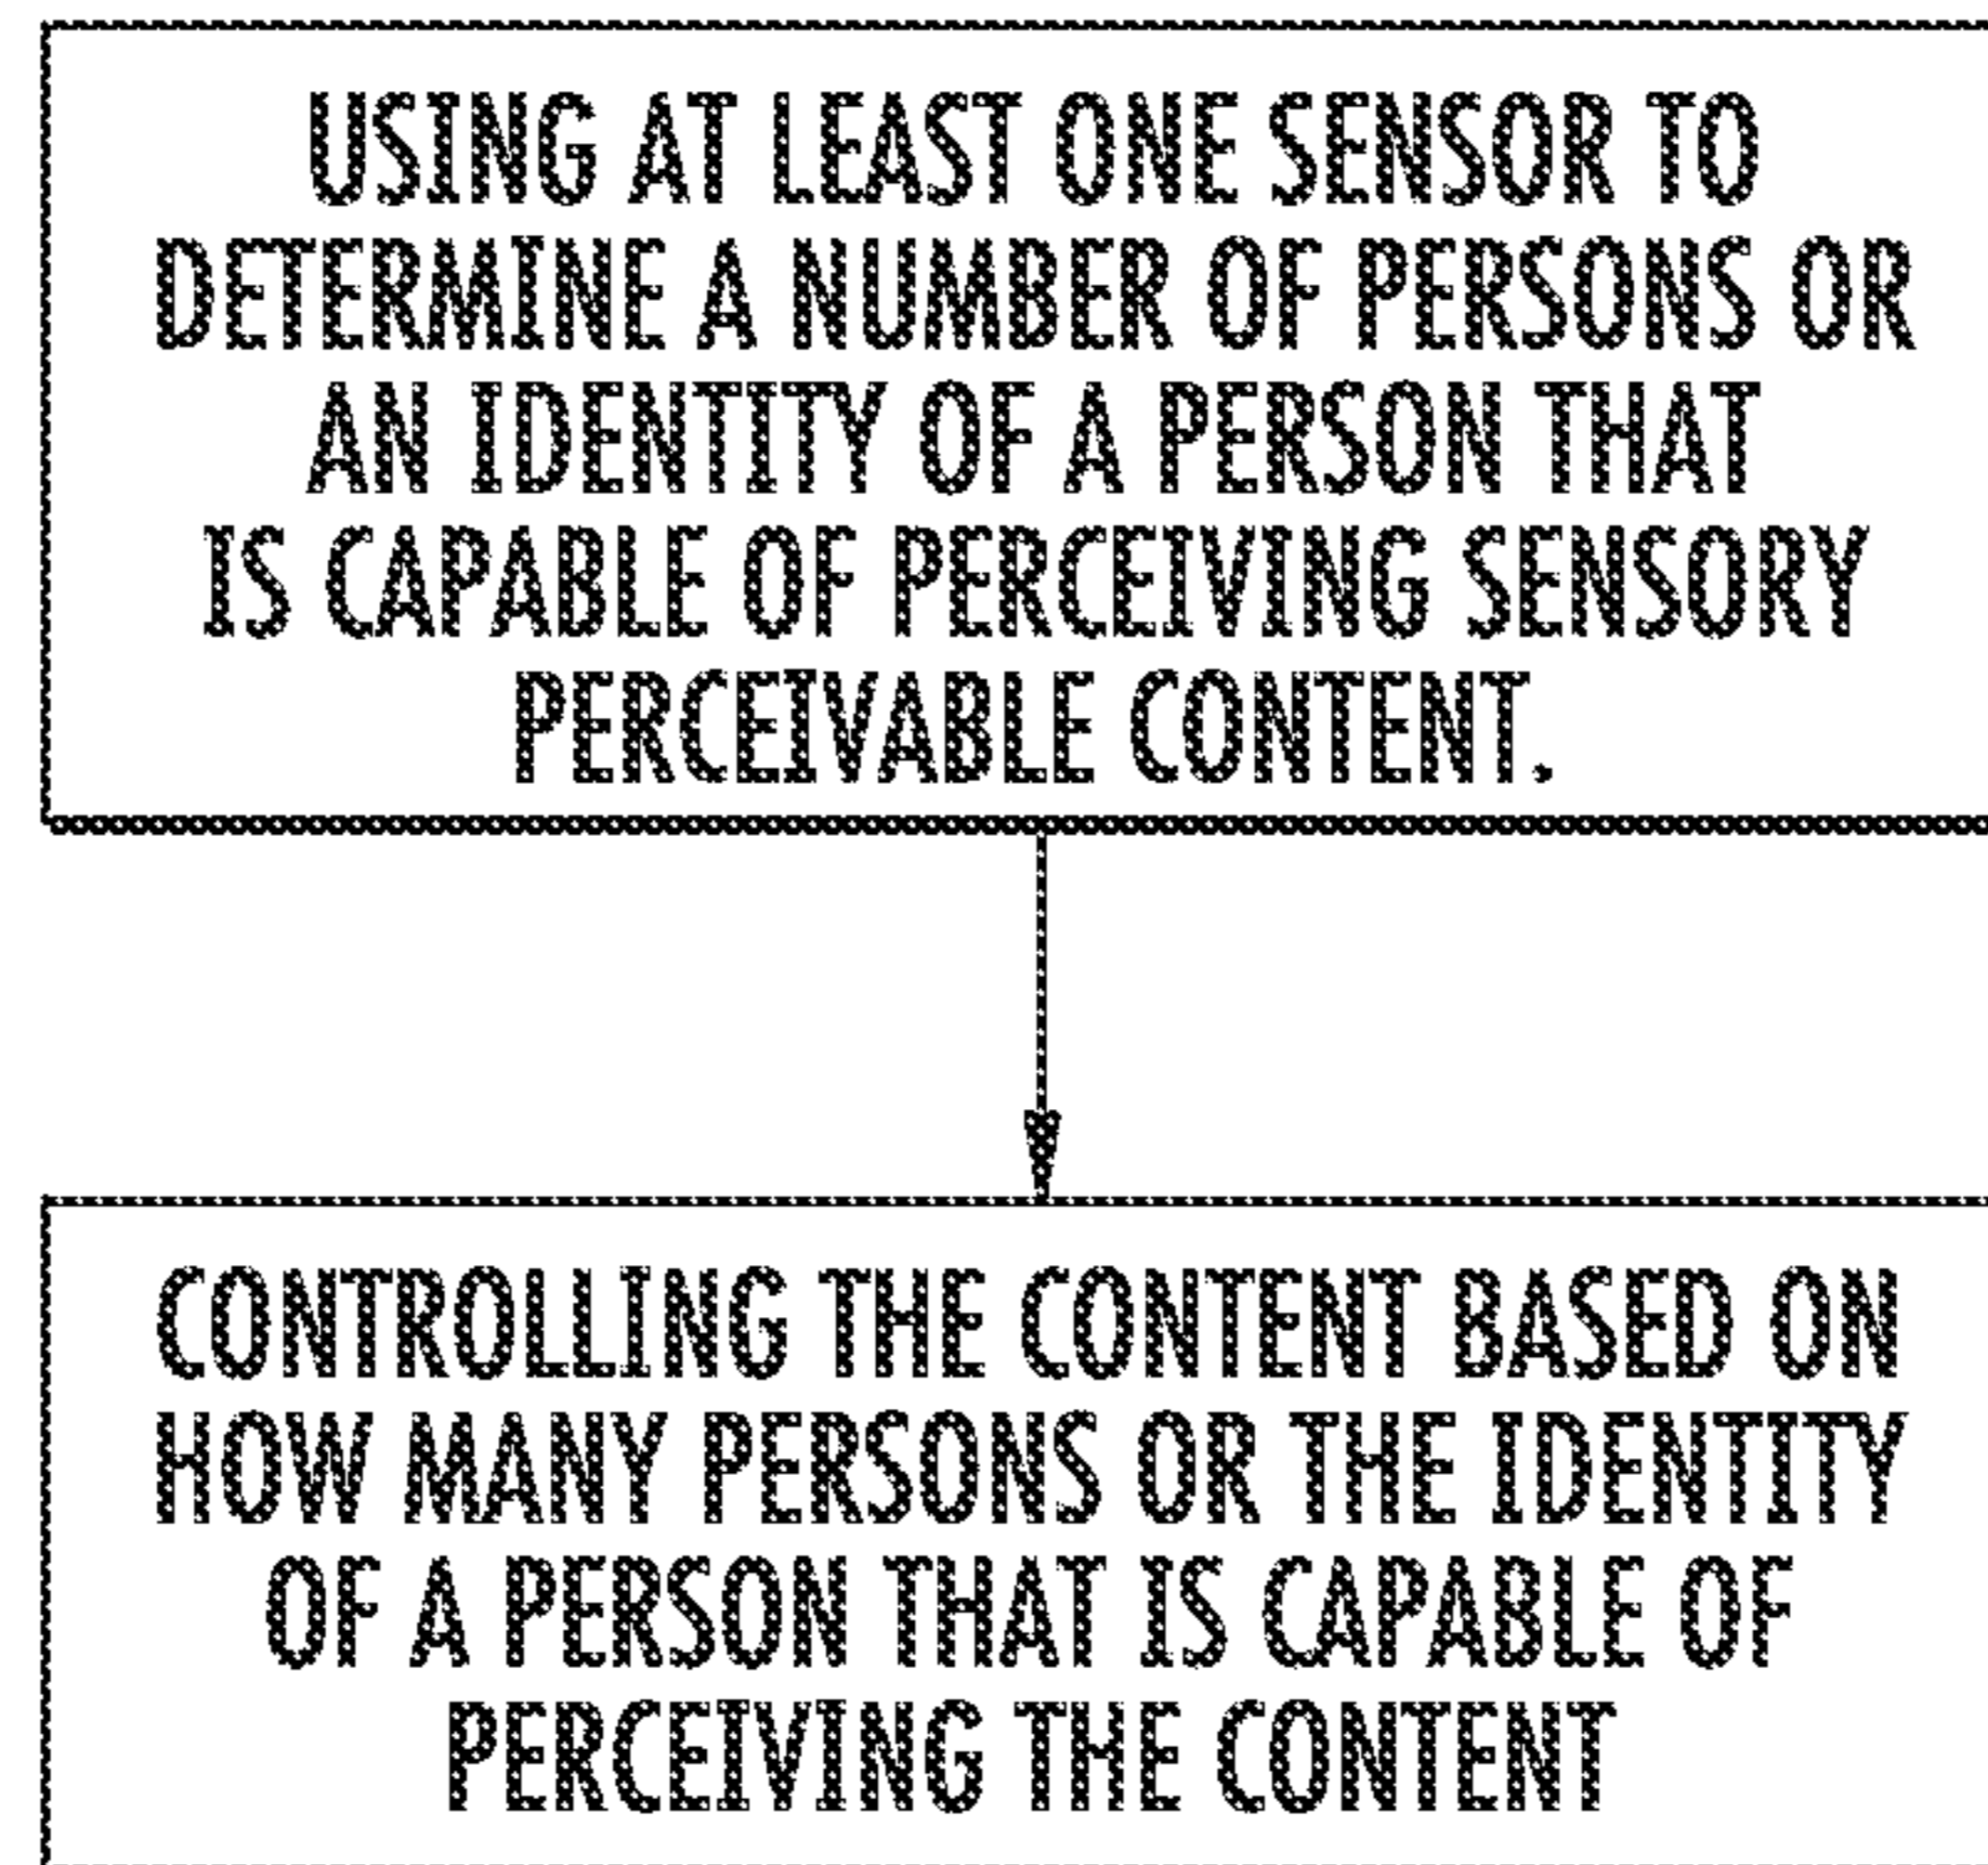 USING AT LEAST ONE SENSOR TO
DETERMINE A NUMBER OF PERSONS OR
AN IDENTITY OF A PERSON THAT
IS CAPABLE OF PERCEIVING SENSORY
PERCEIVABLE CONTENT.
CONTROLLING THE CONTENT BASED ON
HOW MANY PERSONS OR THE IDENTITY
OF A PERSON THAT IS CAPABLE OF
PERCEIVING THE CONTENT